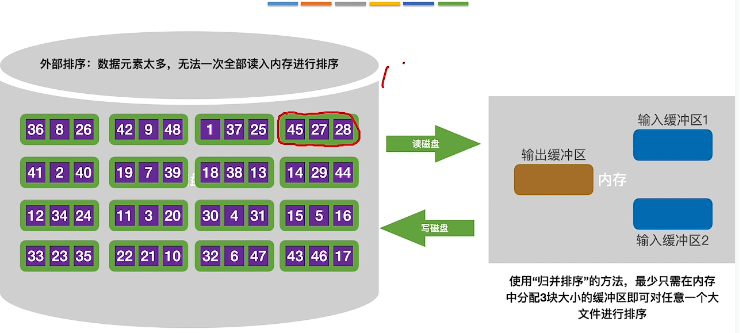 外部排序：数据元素太多，无法一次全部读入内存进行排序
36 8 26 42 9 48 1 37 25 45 27 28
41 2 40 19 7 39 18 38 13 14 29 44
12 34 24 11 3 20 30 4 31 15 5 16
33 23 35 22 21 10 32 6 47 43 46 17
读磁盘
写磁盘
输出缓冲区
内存
输入缓冲区1
输入缓冲区2
使用“归并排序”的方法，最少只需在内
存中分配3块大小的缓冲区即可对任意一个大
文件进行排序